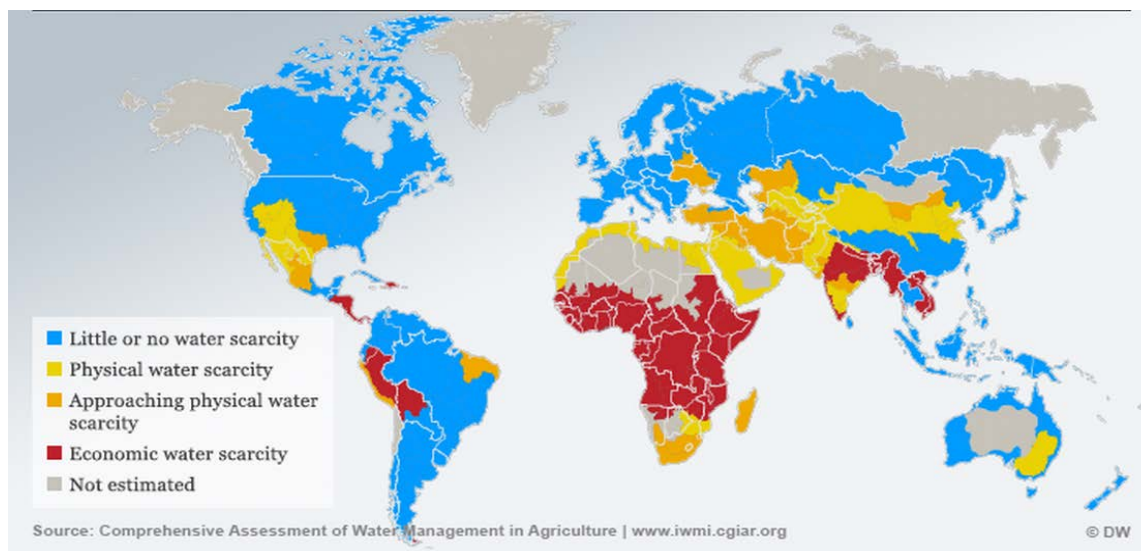 Little or no water scarcity
Physical water scarcity
Approaching physical water
scarcity
Economic water scarcity
Not estimated
Source: Comprehensive Assessment of Water Management in Agriculture | www.iwmi.cgiar.org
© DW